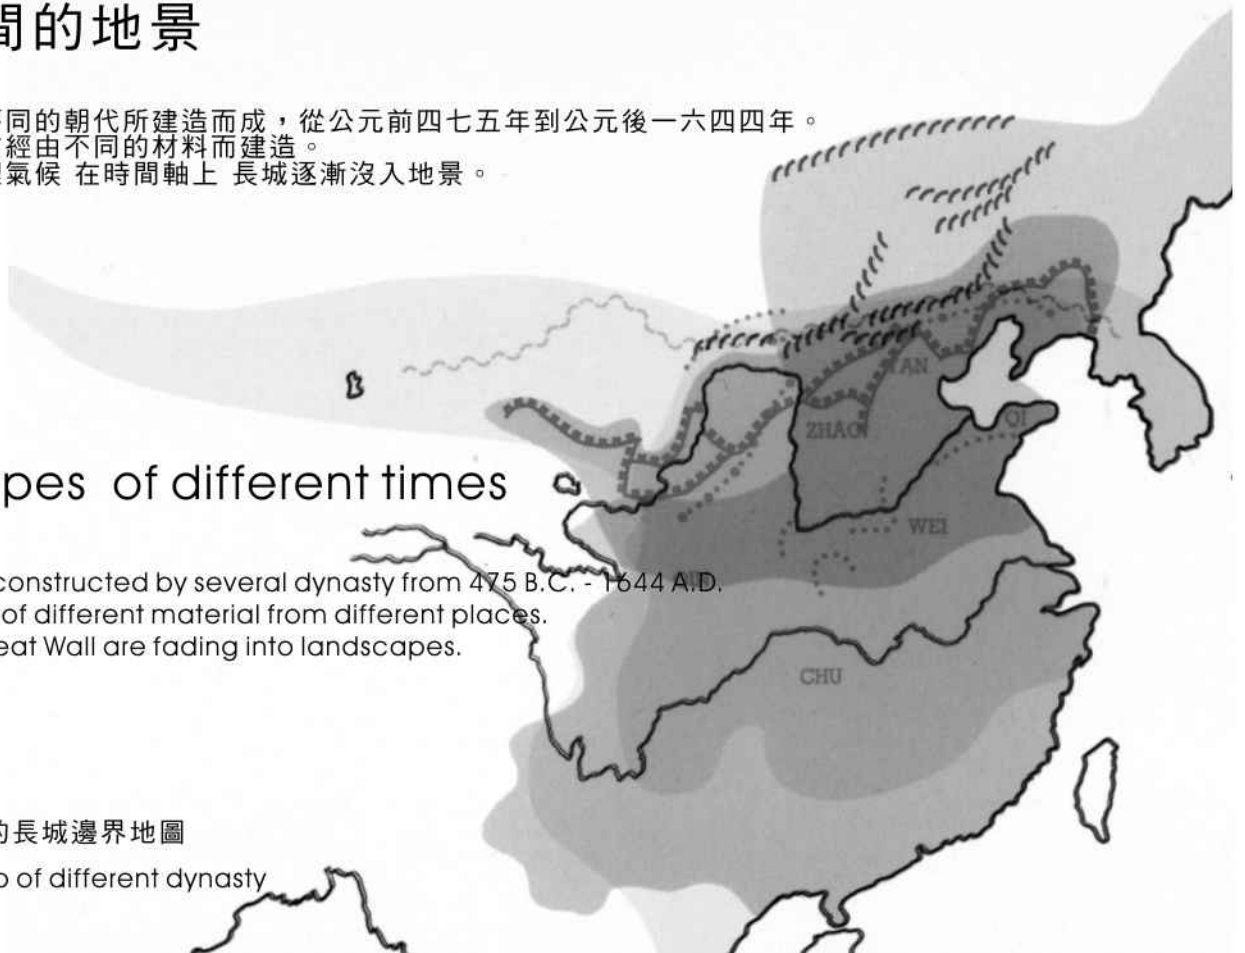 間的地景
同的朝代所建造而成，從公元前四七五年到公元後一六四四年。
經由不同的材料而建造。
氣候 在時間軸上 長城逐漸沒入地景。
YAN
ZHAO
QI
pes of different times
WEI
constructed by several dynasty from 475 B.C. - 1644 A.D.
of different material from different places.
eat Wall are fading into landscapes.
CHU
的長城邊界地圖
p of different dynasty